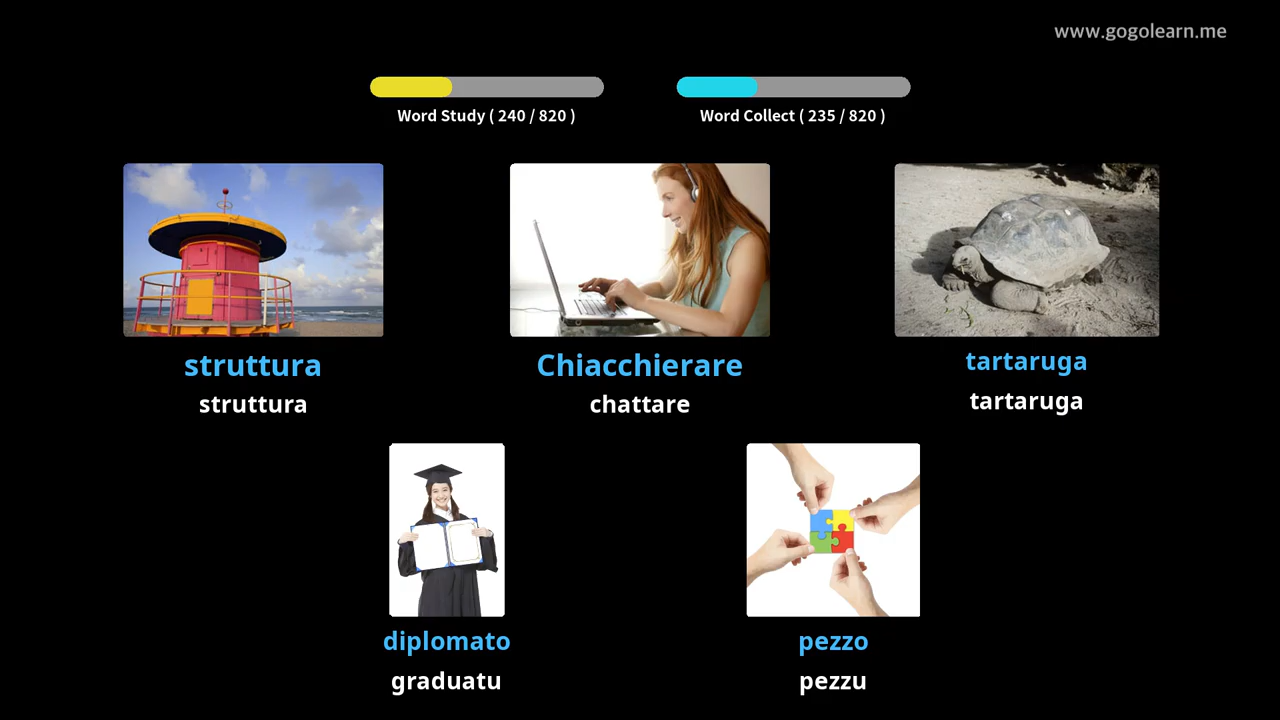 www.gogolearn.me
Word Study ( 240 / 820 )
Word Collect ( 235 / 820 )
struttura
struttura
Chiacchierare
chattare
tartaruga
tartaruga
diplomato
graduatu
pezzo
pezzu